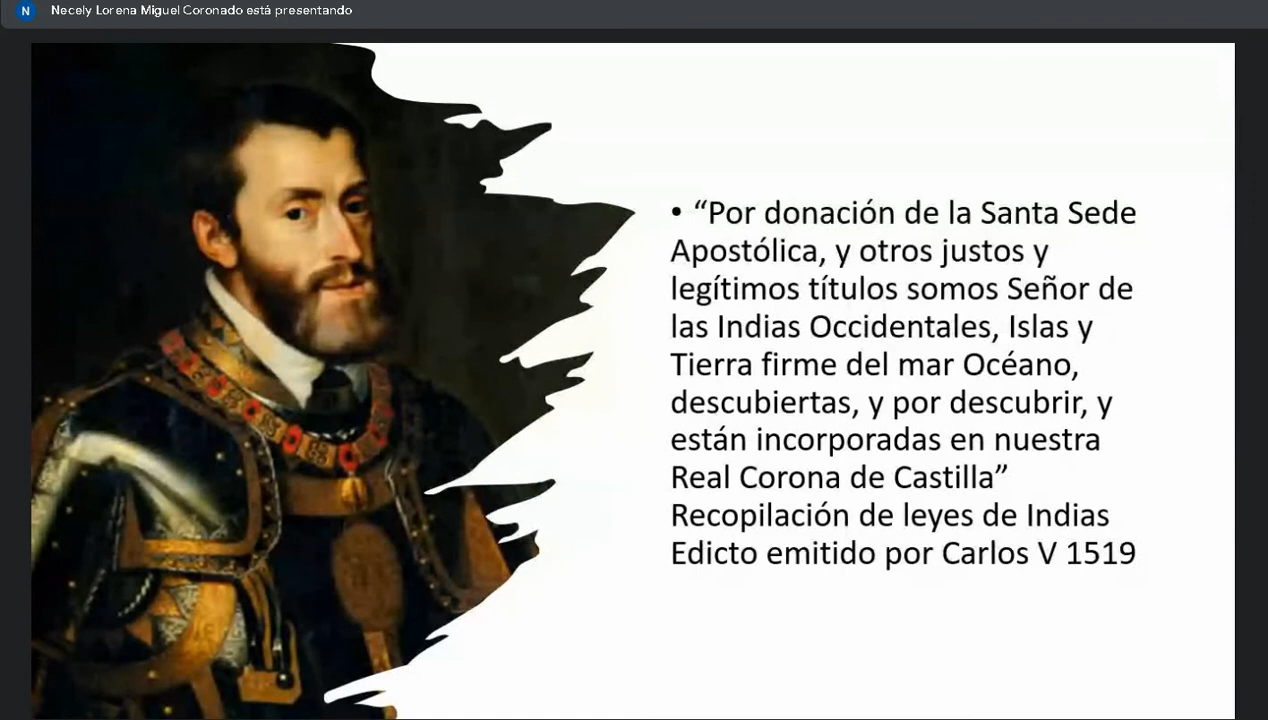 N Necely Lorena Miguel Coronado está presentando
• “Por donación de la Santa Sede
Apostólica, y otros justos y
legítimos títulos somos Señor de
las Indias Occidentales, Islas y
Tierra firme del mar Océano,
descubiertas, y por descubrir, y
están incorporadas en nuestra
Real Corona de Castilla”
Recopilación de leyes de Indias
Edicto emitido por Carlos V 1519